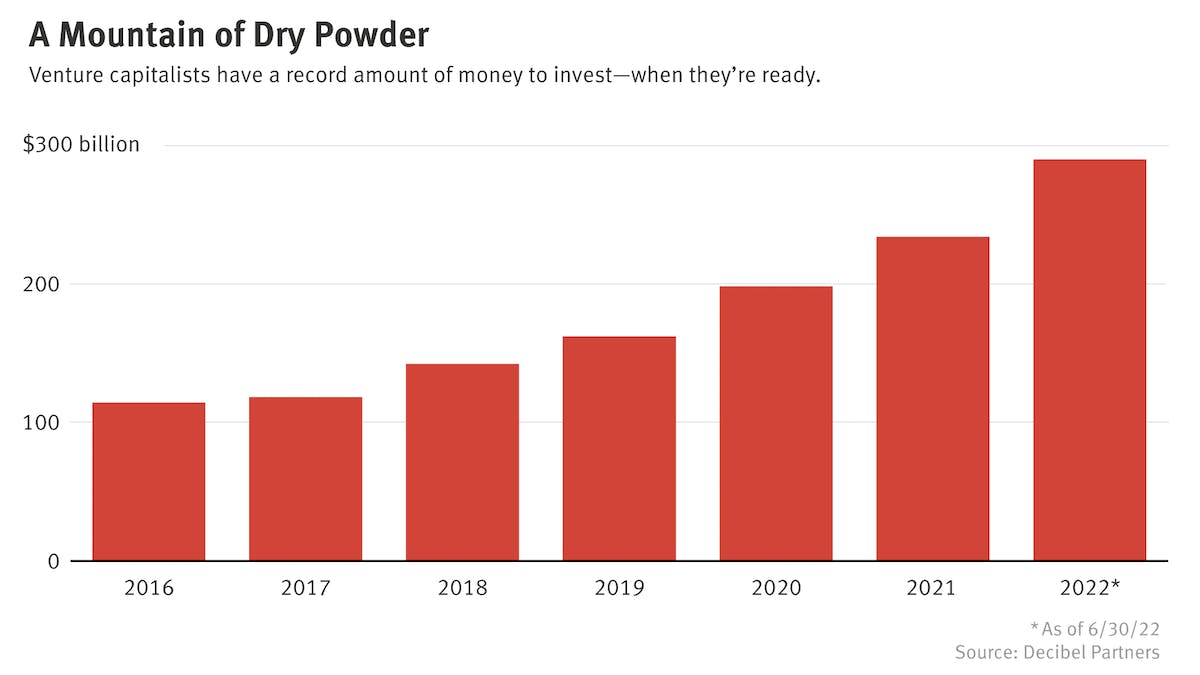 A Mountain of Dry Powder
Venture capitalists have a record amount of money to invest—when they’re ready.
$300 billion
200
100
0
2016 2017 2018 2019 2020 2021 2022*
*As of 6/30/22
Source: Decibel Partners